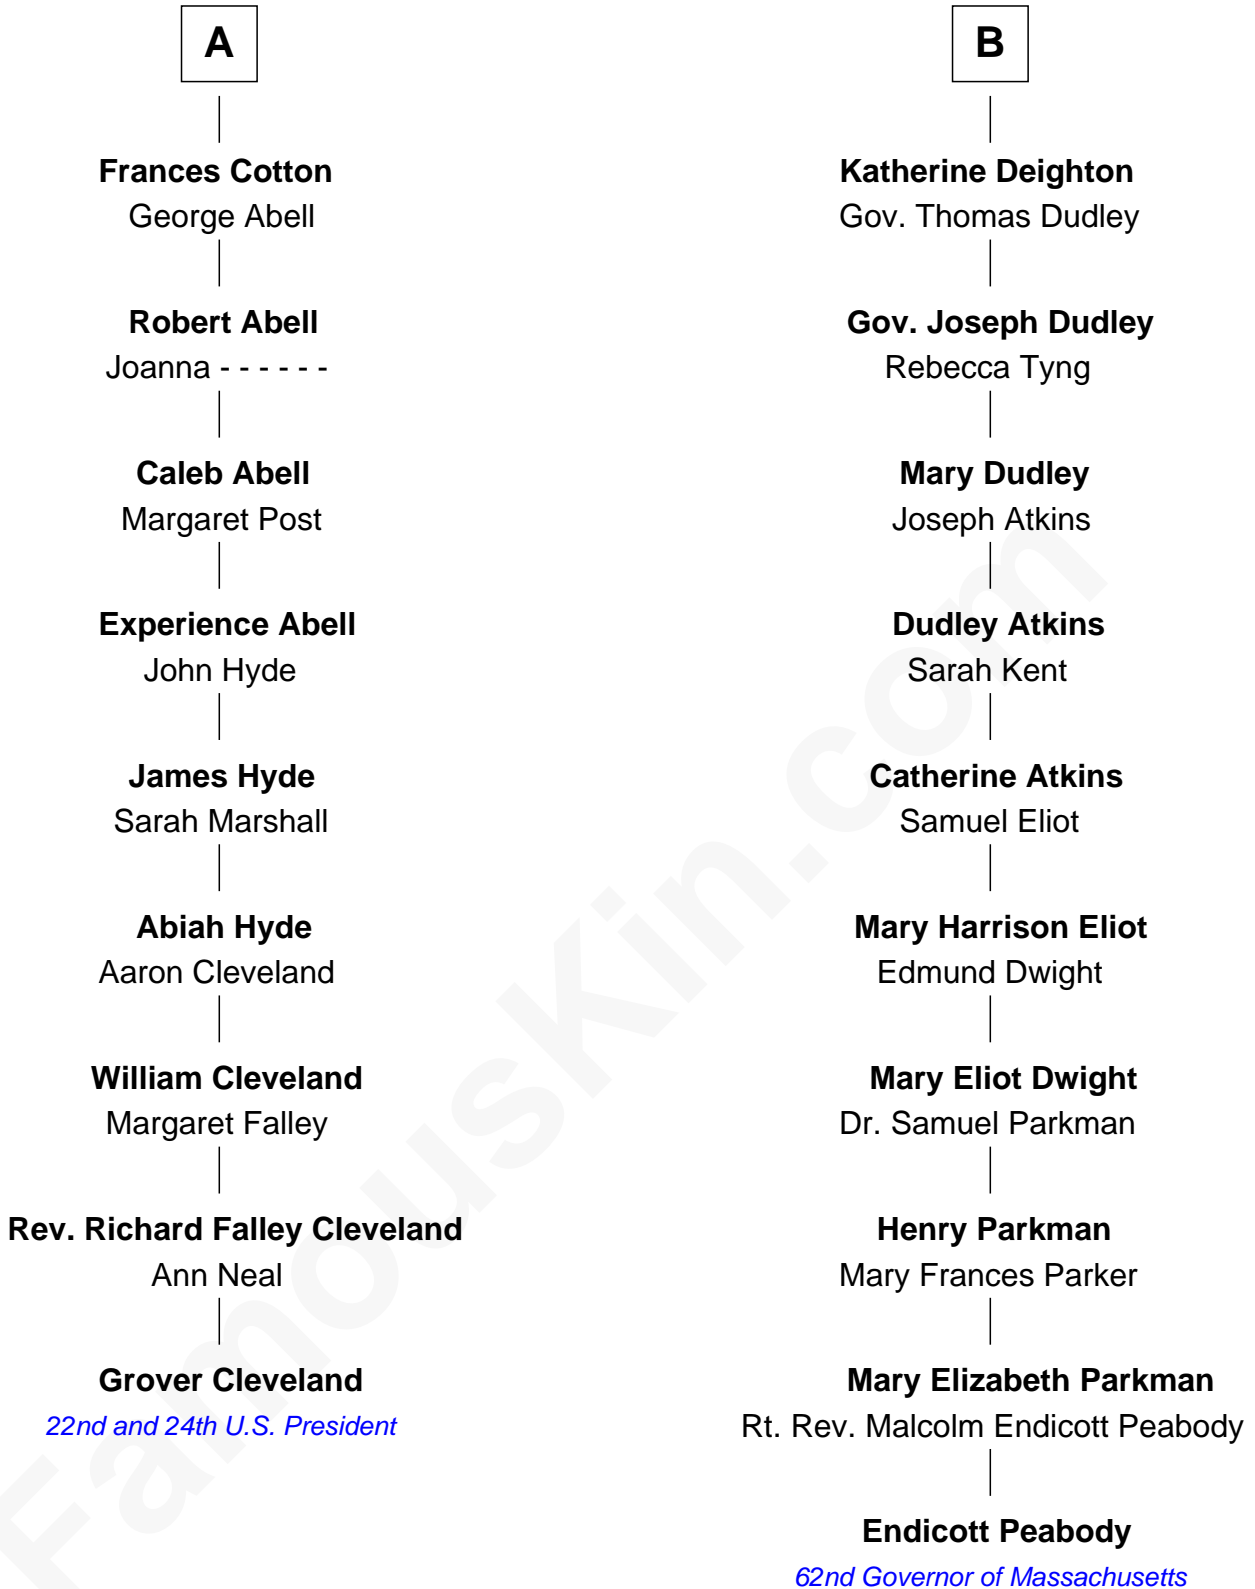 A
Frances Cotton
George Abell
Robert Abell
Joanna - - - - - -
Caleb Abell
Margaret Post
Experience Abell
John Hyde
James Hyde
Sarah Marshall
Abiah Hyde
Aaron Cleveland
William Cleveland
Margaret Falley
Rev. Richard Falley Cleveland
Ann Neal
Grover Cleveland
22nd and 24th U.S. President
B
Katherine Deighton
Gov. Thomas Dudley
Gov. Joseph Dudley
Rebecca Tyng
Mary Dudley
Joseph Atkins
Dudley Atkins
Sarah Kent
Catherine Atkins
Samuel Eliot
Mary Harrison Eliot
Edmund Dwight
Mary Eliot Dwight
Dr. Samuel Parkman
Henry Parkman
Mary Frances Parker
Mary Elizabeth Parkman
Rt. Rev. Malcolm Endicott Peabody
Endicott Peabody
62nd Governor of Massachusetts
FamousKin.com